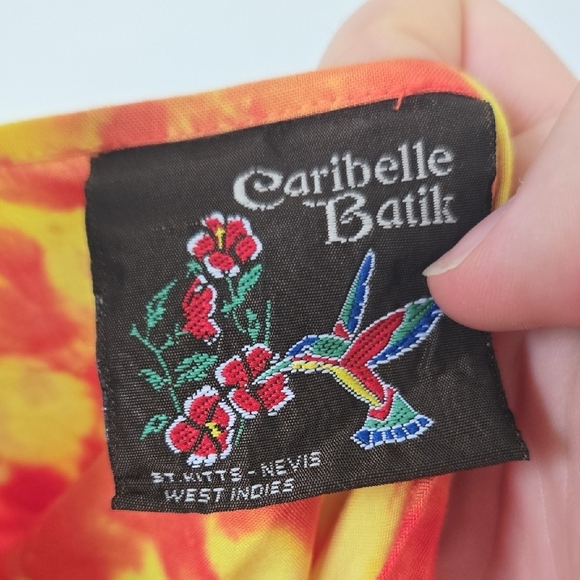 Caribelle
Batik
ST. KITTS - NEVIS
WEST INDIES